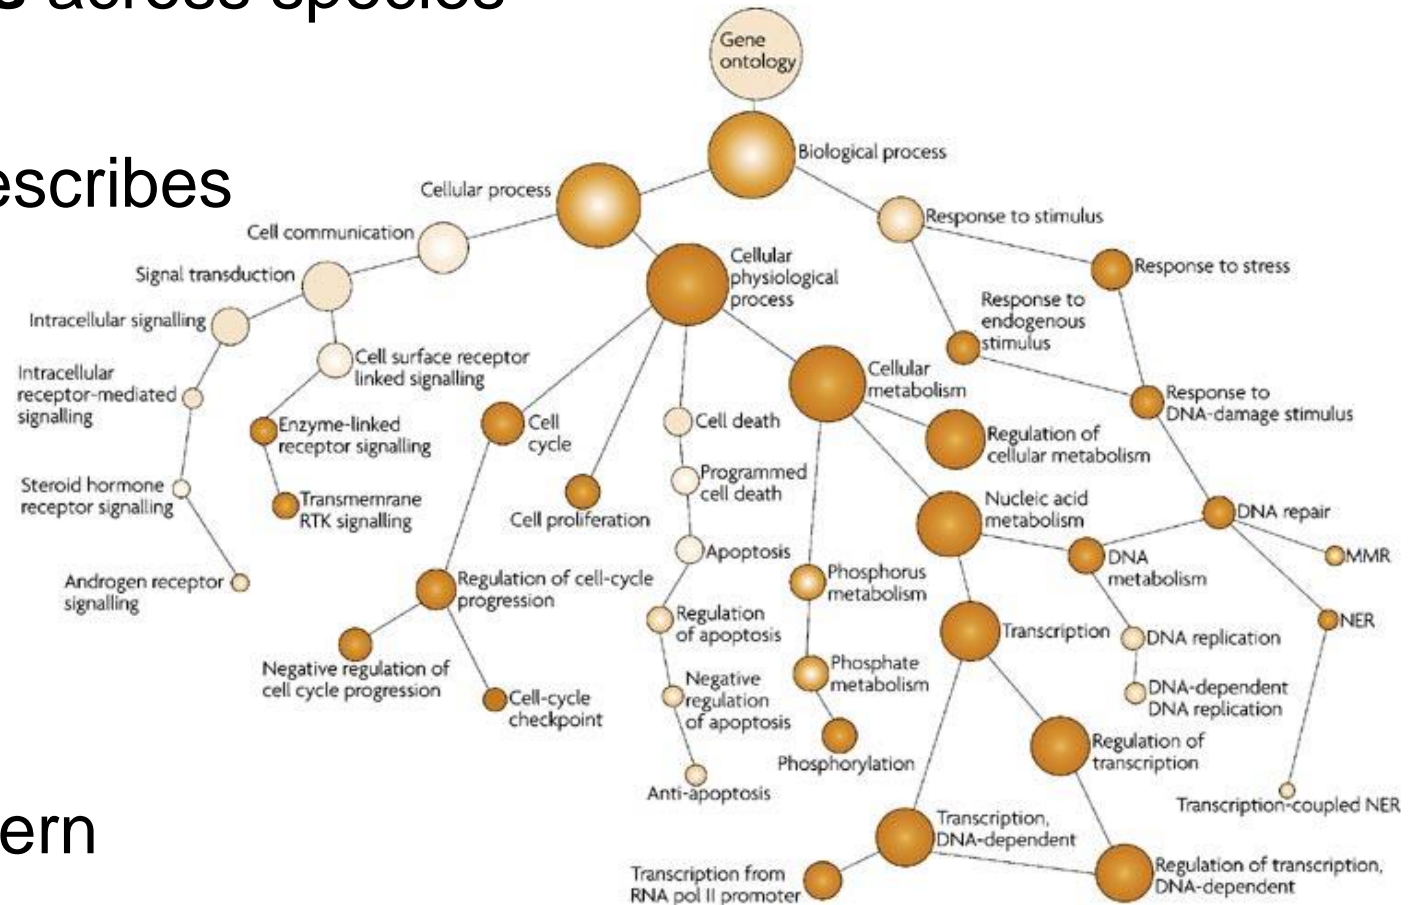 s across species
escribes
ern
Gene
ontology
Biological process
Cellular process
Response to stimulus
Cell communication
Cellular
physiological
process
Response to stress
Signal transduction
Response to
endogenous
stimulus
Intracellular signalling
Cell surface receptor
linked signalling
Cellular
metabolism
Intracellular
receptor-mediated
signalling
Response to
DNA-damage stimulus
Enzyme-linked
receptor signalling
Cell
cycle
Cell death
Regulation of
cellular metabolism
Programmed
cell death
Steroid hormone
receptor signalling
Transmemrane
RTK signalling
Cell proliferation
Nucleic acid
metabolism
DNA repair
Apoptosis
DNA
metabolism
MMR
Androgen receptor
signalling
Regulation of cell-cycle
progression
Phosphorus
metabolism
Regulation
of apoptosis
Transcription
DNA replication
NER
Negative regulation of
cell cycle progression
Phosphate
metabolism
Negative
regulation
of apoptosis
DNA-dependent
DNA replication
Cell-cycle
checkpoint
Phosphorylation
Regulation of
transcription
Anti-apoptosis
Transcription-coupled NER
Transcription,
DNA-dependent
Transcription from
RNA pol II promoter
Regulation of transcription,
DNA-dependent